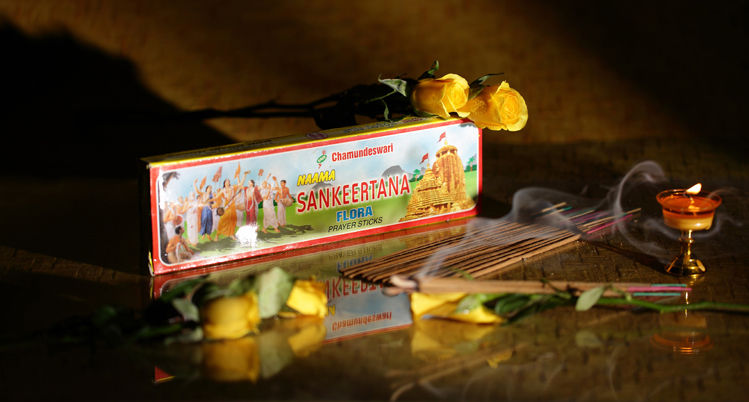 Chamundeswari
NAAMA
SANKEERTANA
FLORA
PRAYER STICKS